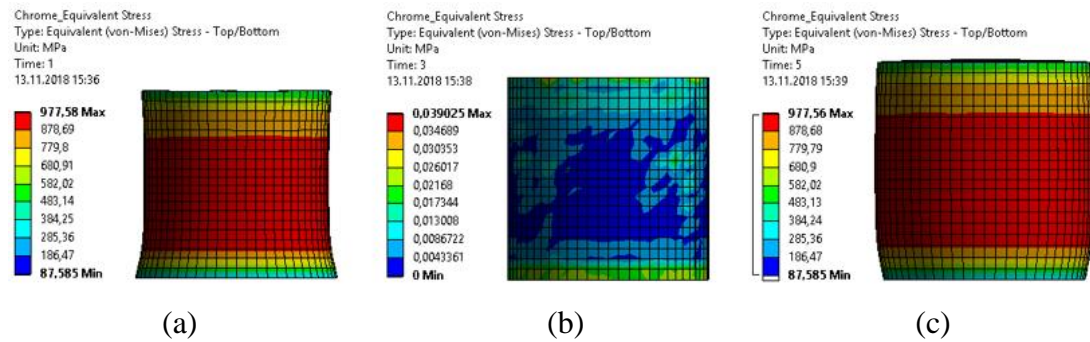 Chrome_Equivalent Stress
Type: Equivalent (von-Mises) Stress - Top/Bottom
Unit: MPa
Time: 1
13.11.2018 15:36
977,58 Max
878,69
779,8
680,91
582,02
483,14
384,25
285,36
186,47
87,585 Min
(a)
Chrome_Equivalent Stress
Type: Equivalent (von-Mises) Stress - Top/Bottom
Unit: MPa
Time: 3
13.11.2018 15:38
0,039025 Max
0,034689
0,030353
0,026017
0,02168
0,017344
0,013008
0,0086722
0,0043361
0 Min
(b)
Chrome_Equivalent Stress
Type: Equivalent (von-Mises) Stress - Top/Bottom
Unit: MPa
Time: 5
13.11.2018 15:39
977,56 Max
878,68
779,79
680,9
582,02
483,13
384,24
285,36
186,47
87,585 Min
(c)